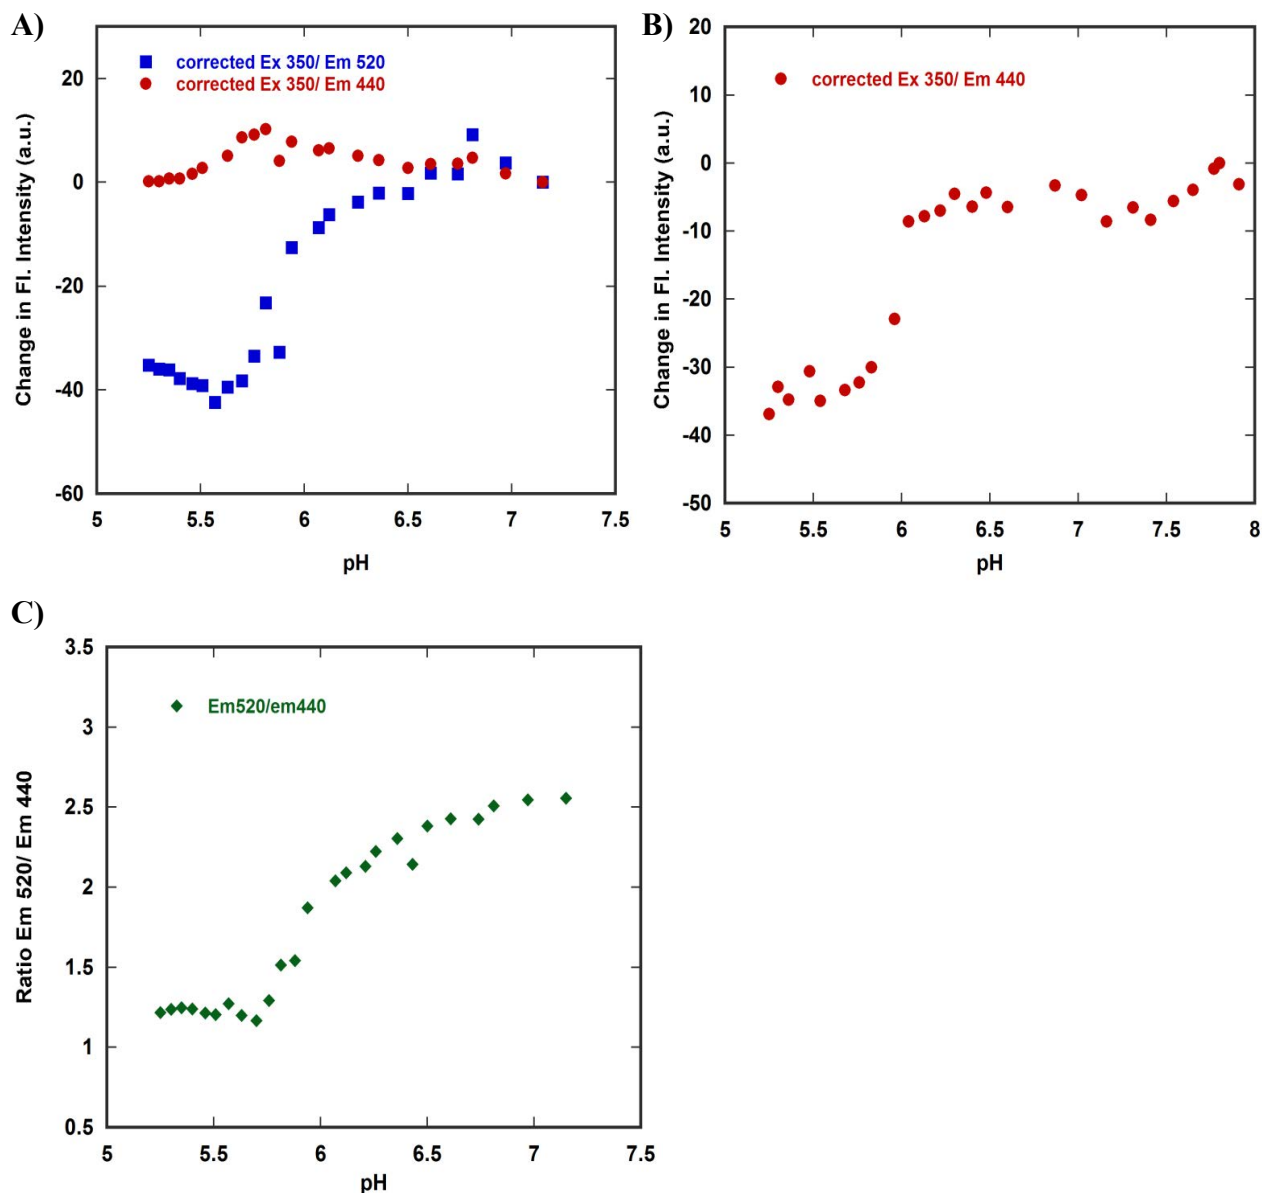 A)
corrected Ex 350/ Em 520
corrected Ex 350/ Em 440
Change in Fl. Intensity (a.u.)
20
0
-20
-40
-60
5 5.5 6 6.5 7 7.5
pH
B)
corrected Ex 350/ Em 440
Change in Fl. Intensity (a.u.)
20
10
0
-10
-20
-30
-40
-50
5 5.5 6 6.5 7 7.5 8
pH
C)
Em520/em440
Ratio Em 520/ Em 440
3.5
3
2.5
2
1.5
1
0.5
5 5.5 6 6.5 7 7.5
pH